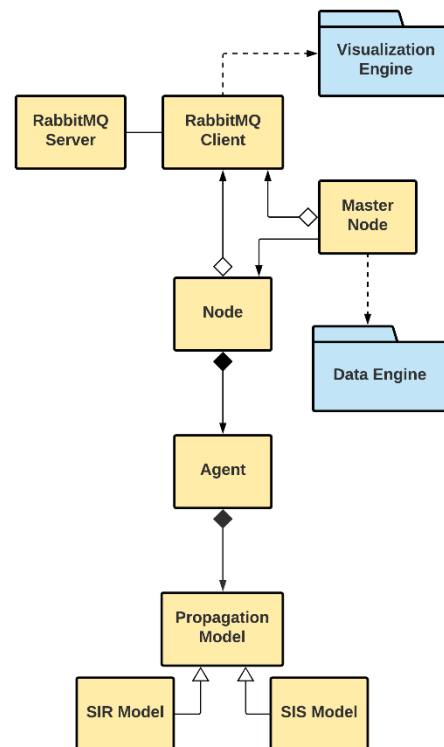 Visualization
Engine
RabbitMQ
Server
RabbitMQ
Client
Master
Node
Node
Data Engine
Agent
Propagation
Model
SIR Model
SIS Model